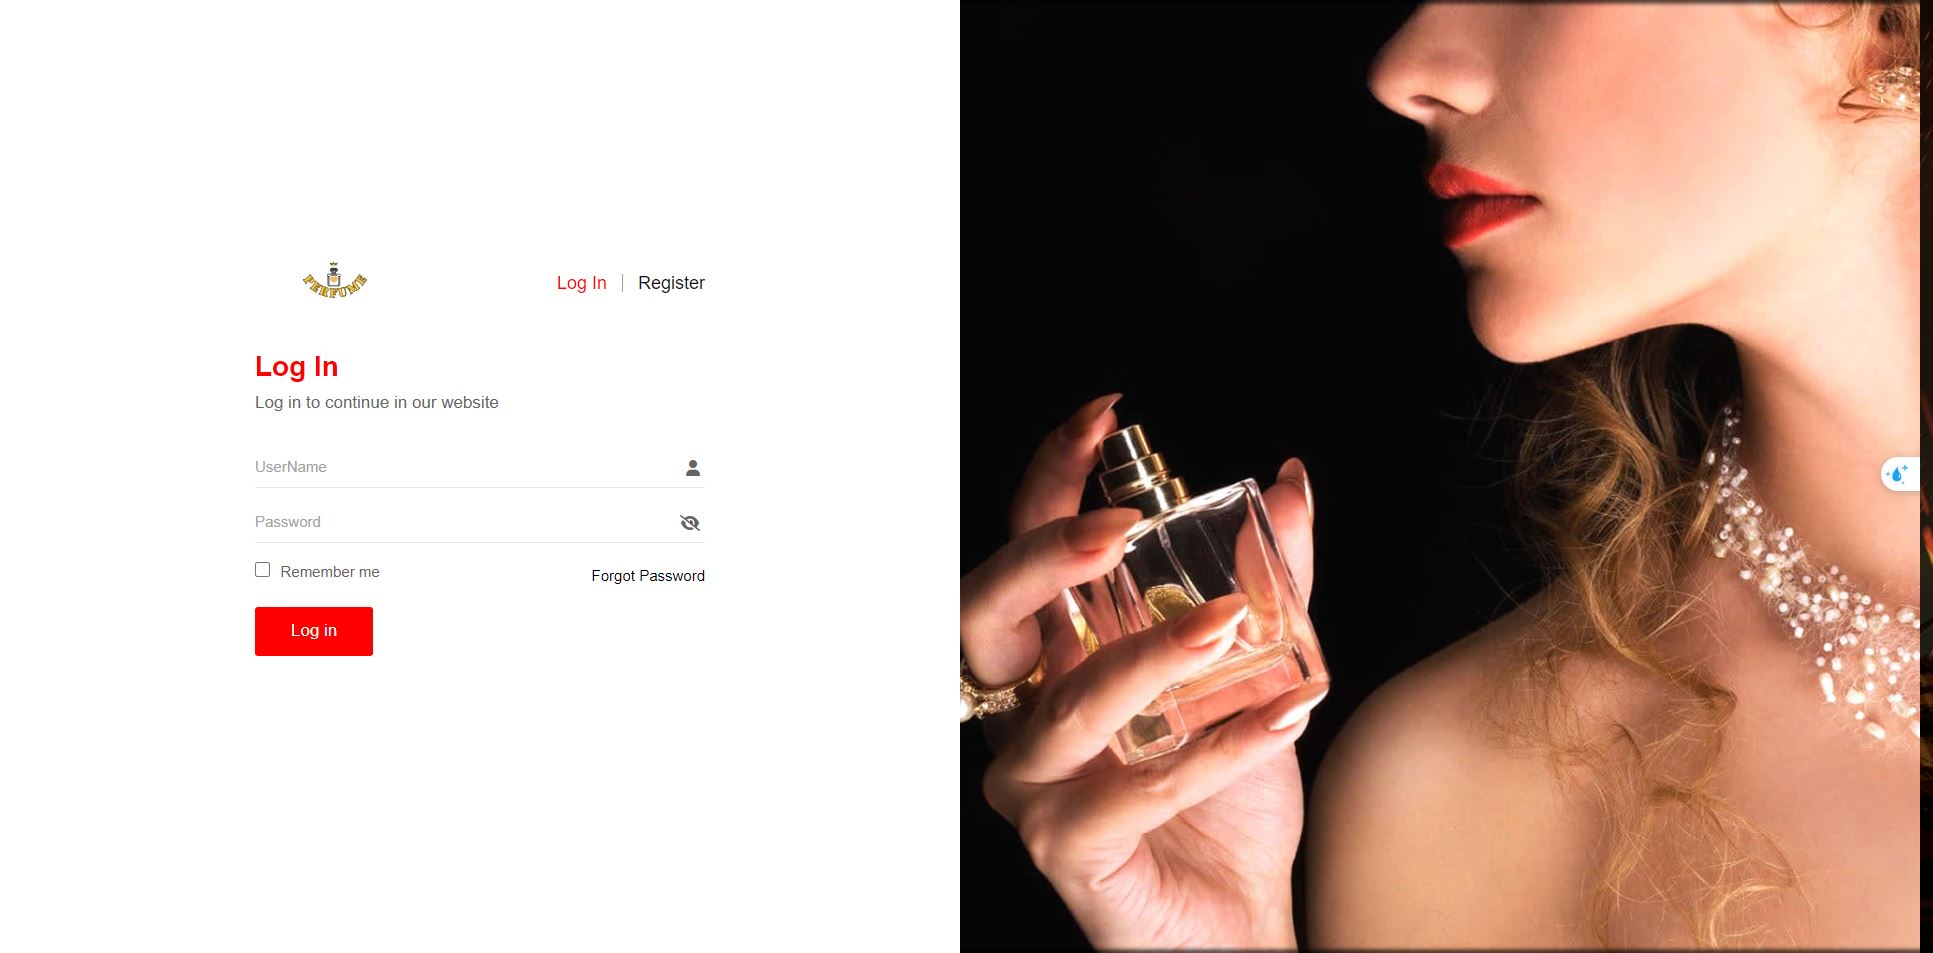 PERFUME
Log In | Register
Log In
Log in to continue in our website
UserName
Password
Remember me
Forgot Password
Log in